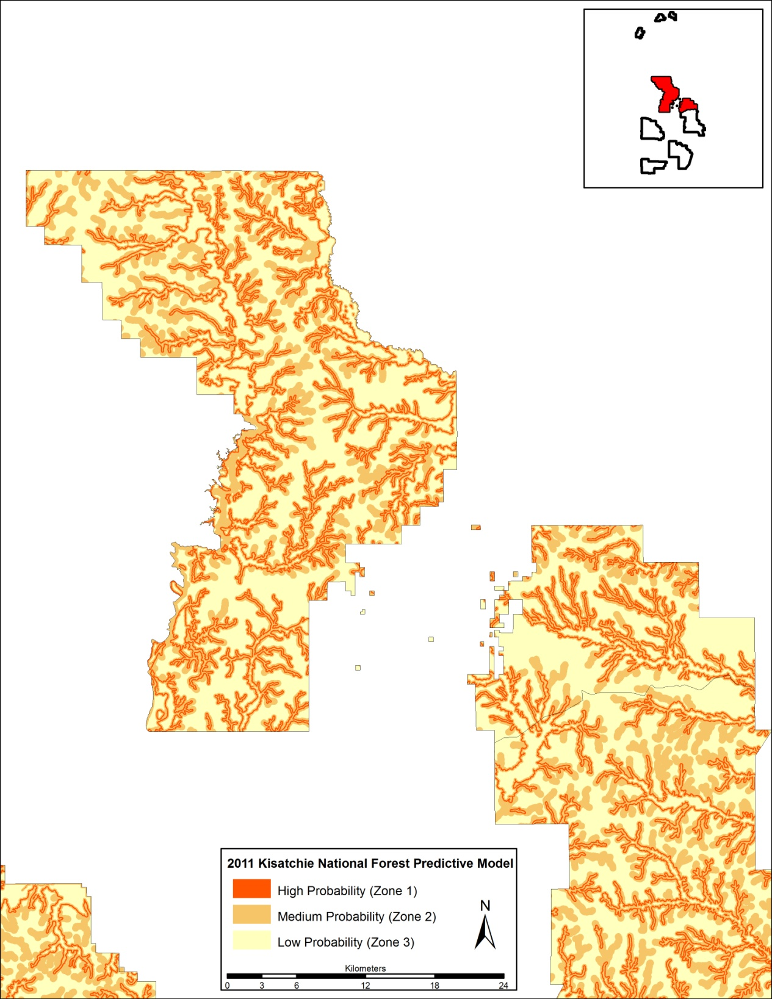 2011 Kisatchie National Forest Predictive Model
High Probability (Zone 1)
Medium Probability (Zone 2)
Low Probability (Zone 3)
N
Kilometers
0 3 6 12 18 24